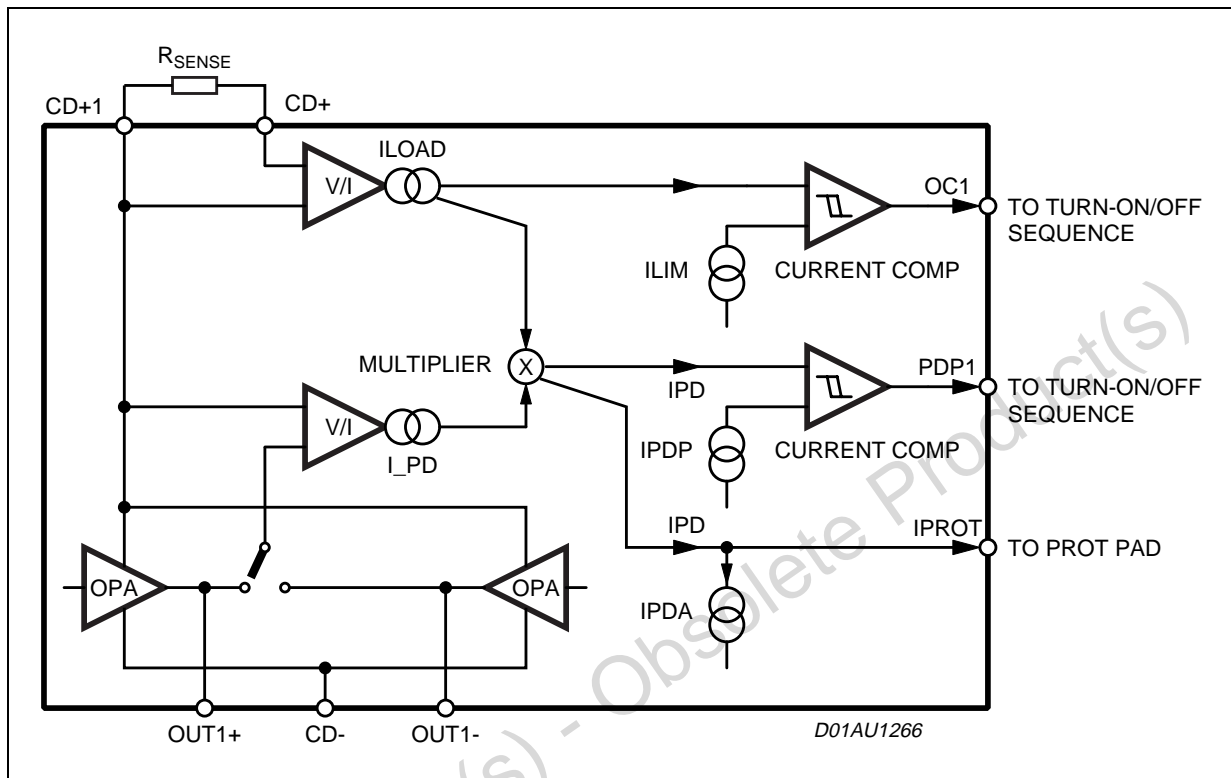 RSENSE
CD+1
CD+
ILOAD
V/I
OC1
TO TURN-ON/OFF
SEQUENCE
ILIM
CURRENT COMP
MULTIPLIER
X
IPD
PDP1
TO TURN-ON/OFF
SEQUENCE
V/I
I_PD
IPDP
CURRENT COMP
IPD
IPROT
TO PROT PAD
OPA
OPA
IPDA
OUT1+
CD-
OUT1-
D01AU1266
(s) - Obsolete Product(s)